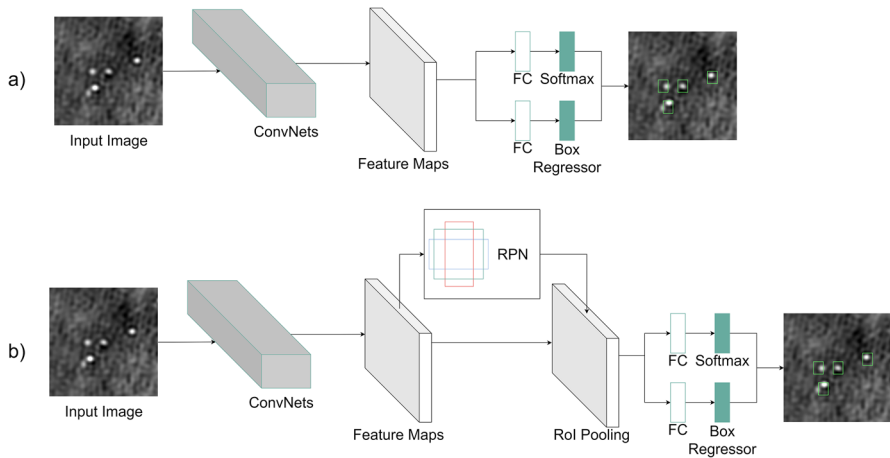 a)
Input Image
ConvNets
Feature Maps
FC
Softmax
FC
Box
Regressor
b)
Input Image
ConvNets
Feature Maps
RPN
RoI Pooling
FC
Softmax
FC
Box
Regressor